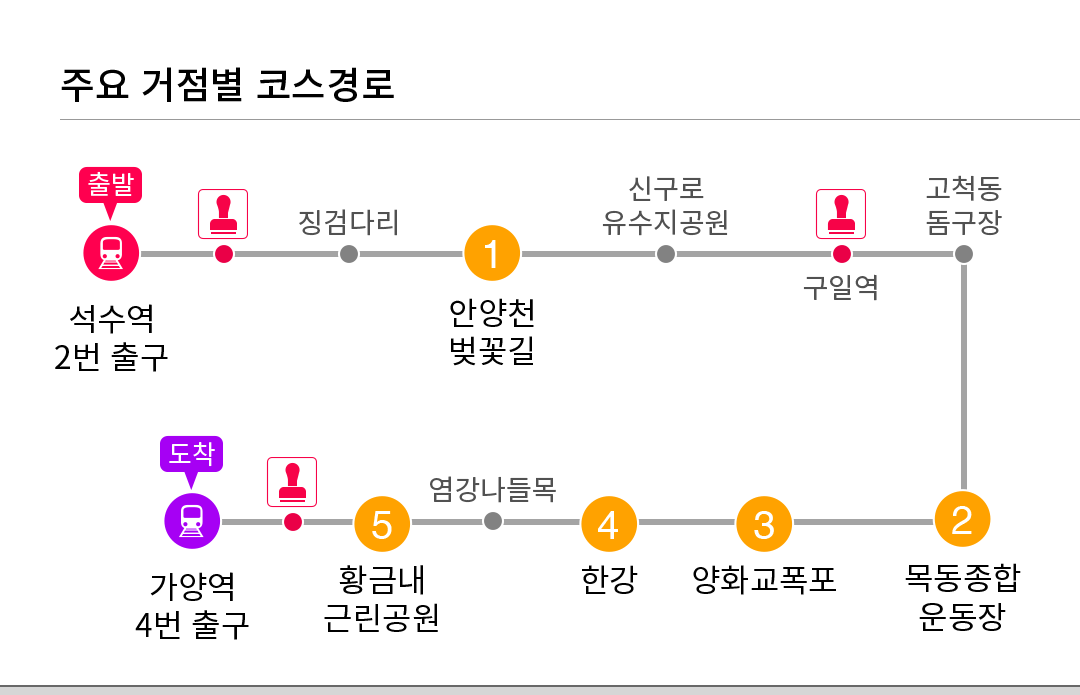 주요 거점별 코스경로
출발
석수역
2번 출구
징검다리
1
안양천
벚꽃길
신구로
유수지공원
구일역
고척동
돔구장
2
목동종합
운동장
3
양화교폭포
4
한강
염강나들목
5
황금내
근린공원
도착
가양역
4번 출구